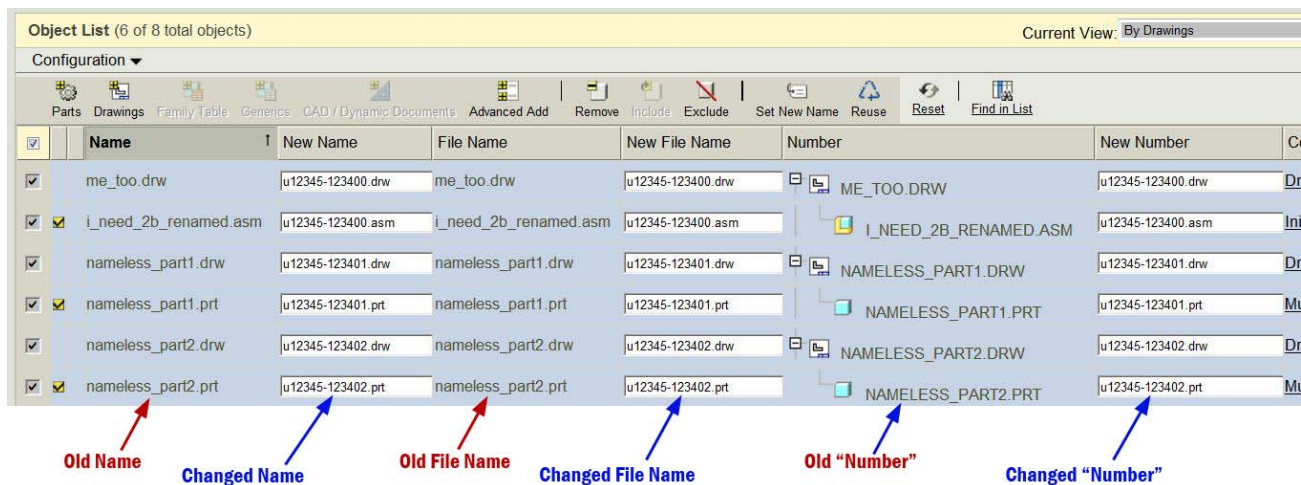 Object List (6 of 8 total objects) Current View: By Drawings
Configuration
Parts Drawings Family Table Generics CAD / Dynamic Documents Advanced Add Remove Include Exclude Set New Name Reuse Reset Find in List
Name New Name File Name New File Name Number New Number
me_too.drw u12345-123400.drw me_too.drw u12345-123400.drw ME_TOO.DRW u12345-123400.drw Dr
i_need_2b_renamed.asm u12345-123400.asm i_need_2b_renamed.asm u12345-123400.asm I_NEED_2B_RENAMED.ASM u12345-123400.asm Ini
nameless_part1.drw u12345-123401.drw nameless_part1.drw u12345-123401.drw NAMELESS_PART1.DRW u12345-123401.drw Dr
nameless_part1.prt u12345-123401.prt nameless_part1.prt u12345-123401.prt NAMELESS_PART1.PRT u12345-123401.prt Mu
nameless_part2.drw u12345-123402.drw nameless_part2.drw u12345-123402.drw NAMELESS_PART2.DRW u12345-123402.drw Dr
nameless_part2.prt u12345-123402.prt nameless_part2.prt u12345-123402.prt NAMELESS_PART2.PRT u12345-123402.prt Mu
Old Name Old File Name Old “Number”
Changed Name Changed File Name Changed “Number”